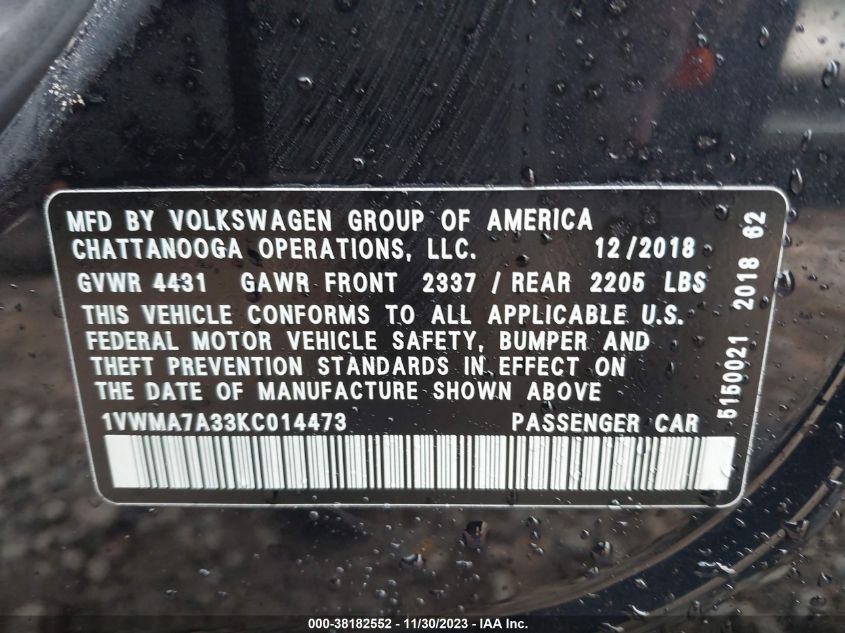 MFD BY VOLKSWAGEN GROUP OF AMERICA
CHATTANOOGA OPERATIONS, LLC. 12/2018
GVWR 4431 GAWR FRONT 2337 / REAR 2205 LBS
THIS VEHICLE CONFORMS TO ALL APPLICABLE U.S.
FEDERAL MOTOR VEHICLE SAFETY, BUMPER AND
THEFT PREVENTION STANDARDS IN EFFECT ON
THE DATE OF MANUFACTURE SHOWN ABOVE
1VWMA7A33KC014473 PASSENGER CAR
5150021 2018 62
000-38182552 - 11/30/2023 - IAAI.com